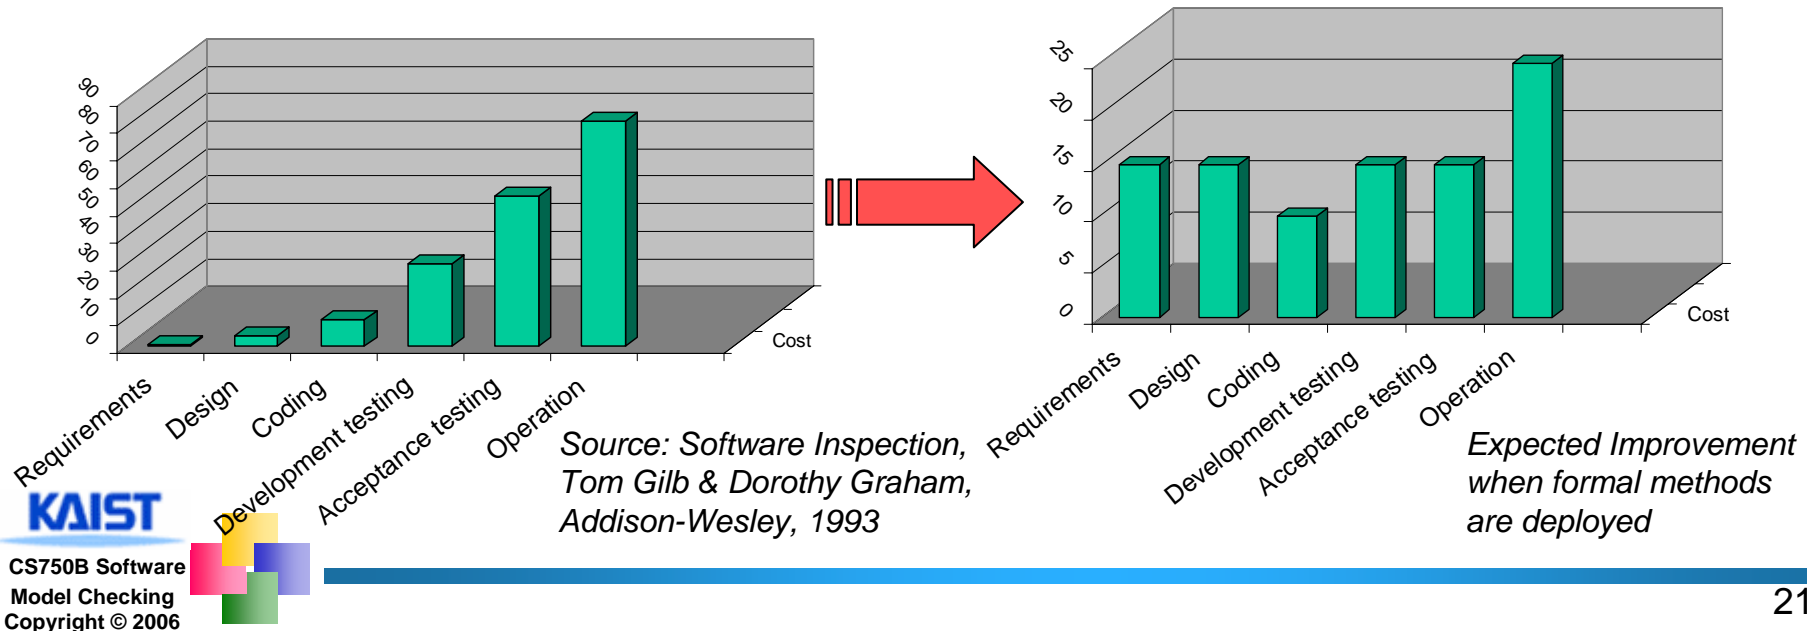 90
80
70
60
50
40
30
20
10
0
Cost
Requirements
Design
Coding
Development testing
Acceptance testing
Operation
25
20
15
10
5
0
Cost
Requirements
Design
Coding
Development testing
Acceptance testing
Operation
Source: Software Inspection,
Tom Gilb & Dorothy Graham,
Addison-Wesley, 1993
Expected Improvement
when formal methods
are deployed
KAIST
CS750B Software
Model Checking
Copyright © 2006
21